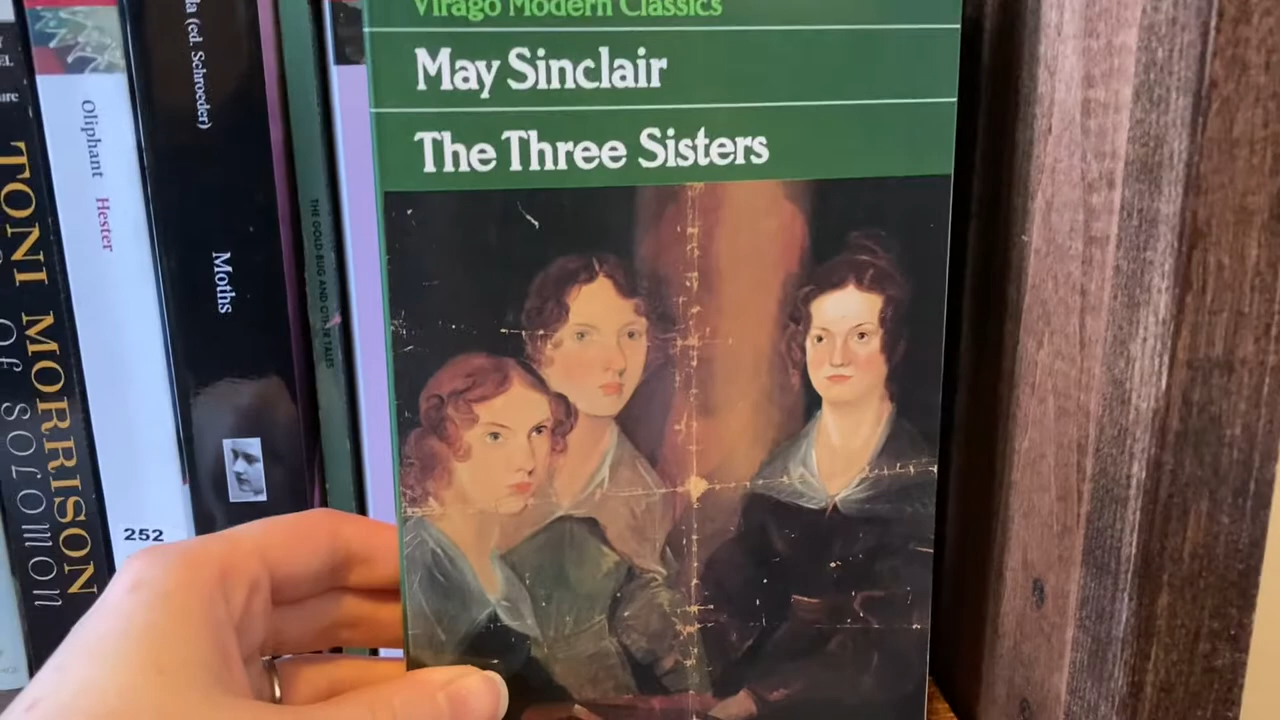 Virago Modern Classics
May Sinclair
The Three Sisters
TONI MORRISON
OF SOLOMON
Oliphant Hester
252
(ed. Schroeder)
Moths
THE GOLD-BUG AND OTHER TALES